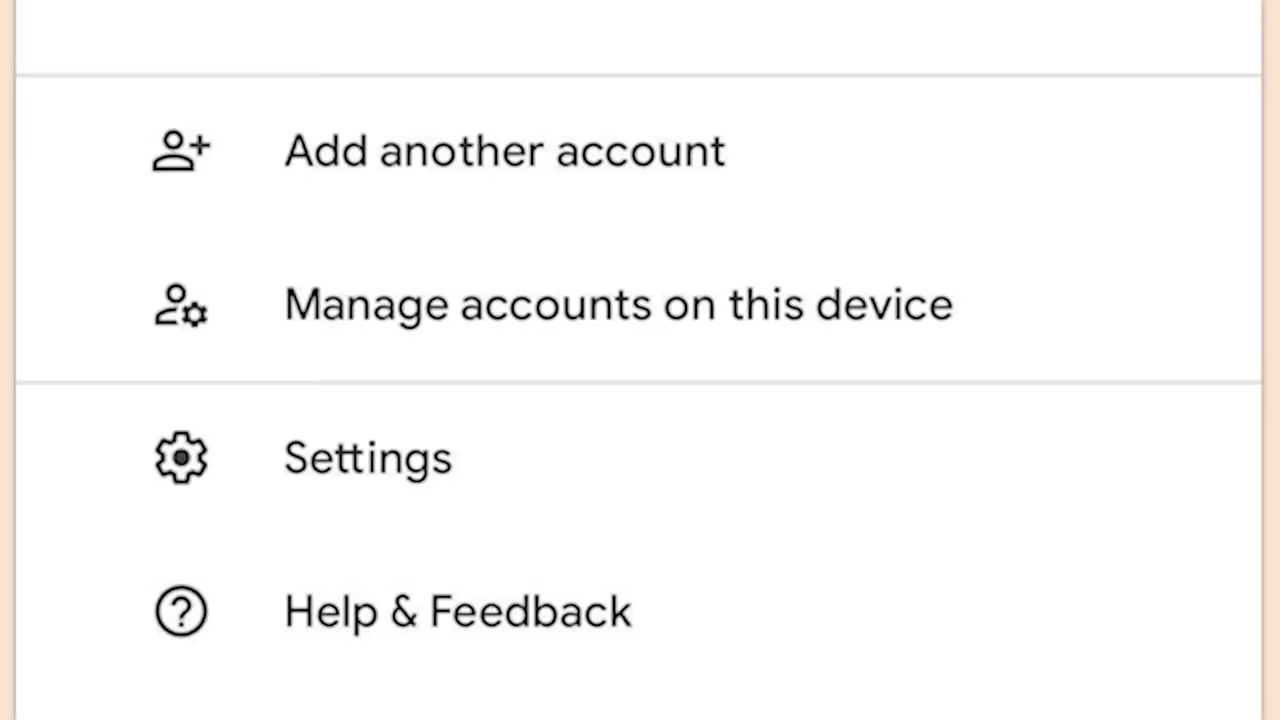 Add another account
Manage accounts on this device
Settings
Help & Feedback